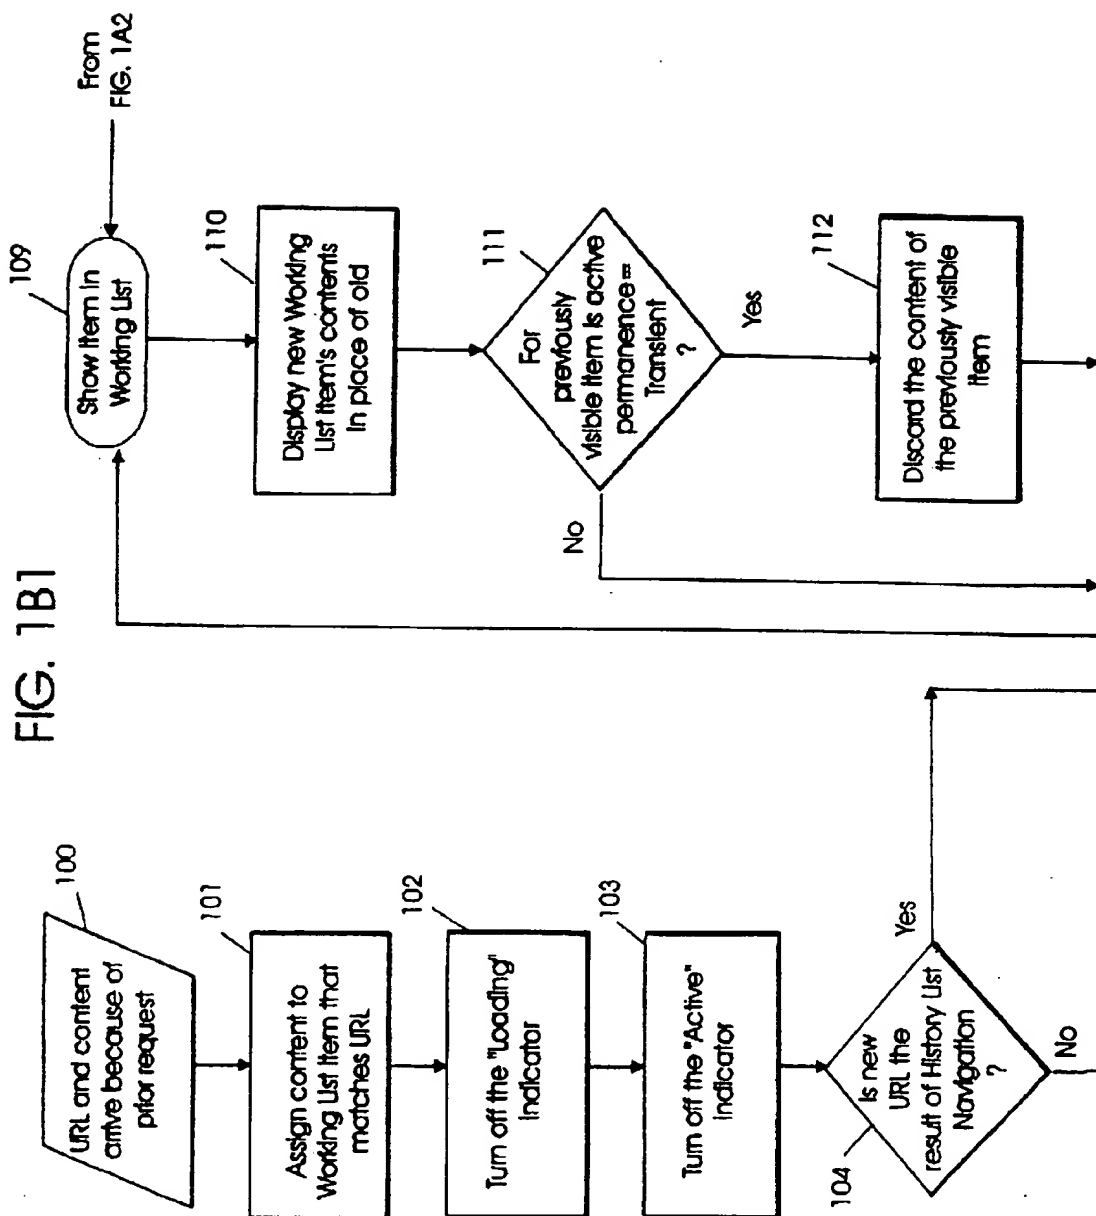 FIG. 1B1
100
URL and content
arrive because of
prior request
101
Assign content to
Working List Item that
matches URL
102
Turn off the "Loading"
Indicator
103
Turn off the "Active"
Indicator
104
Is new
URL the
result of History List
Navigation
?
Yes
No
From
FIG. 1A2
109
Show Item in
Working List
110
Display new Working
List Item's contents
in place of old
111
For
previously
visible item is active
permanence=
Transient
?
No
Yes
112
Discard the content of
the previously visible
item